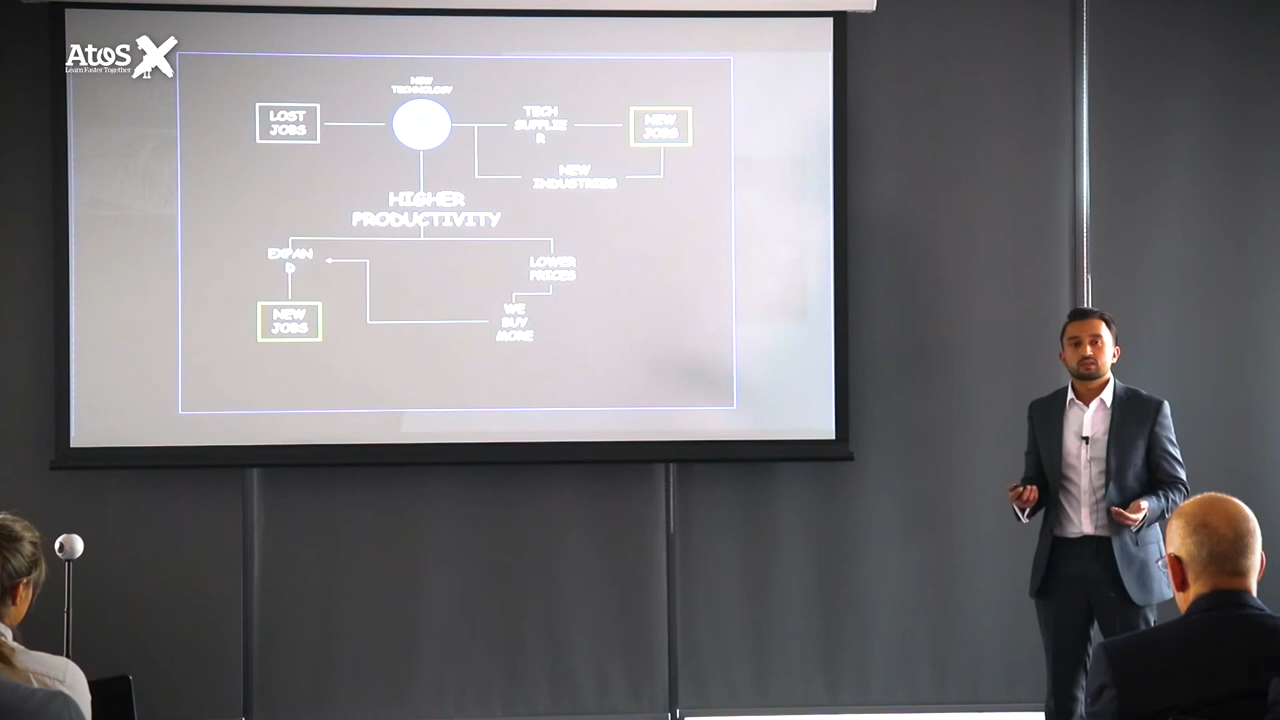 AtoS
Learn Faster Together
NEW
TECHNOLOGY
LOST
JOBS
TECH
SUPPLIE
R
NEW
JOBS
NEW
INDUSTRIES
HIGHER
PRODUCTIVITY
EXPAN
D
LOWER
PRICES
NEW
JOBS
WE
BUY
MORE